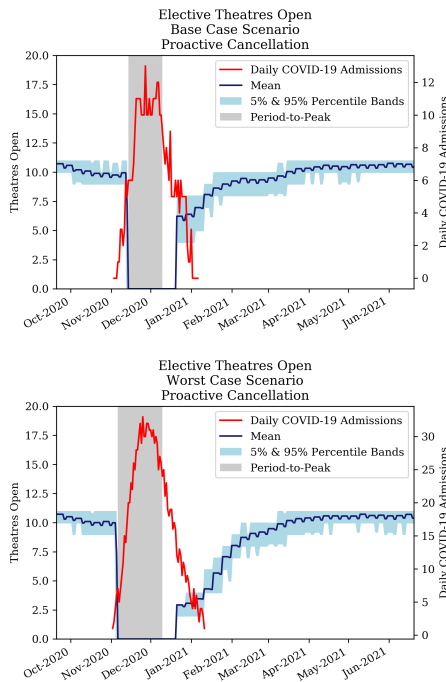 Elective Theatres Open
Base Case Scenario
Proactive Cancellation
20.0
17.5
15.0
12.5
10.0
7.5
5.0
2.5
0.0
Theatres Open
Daily COVID-19 Admissions
Mean
5% & 95% Percentile Bands
Period-to-Peak
12
10
8
6
4
2
0
Daily COVID-19 Admissions
Oct-2020
Nov-2020
Dec-2020
Jan-2021
Feb-2021
Mar-2021
Apr-2021
May-2021
Jun-2021
Elective Theatres Open
Worst Case Scenario
Proactive Cancellation
20.0
17.5
15.0
12.5
10.0
7.5
5.0
2.5
0.0
Theatres Open
Daily COVID-19 Admissions
Mean
5% & 95% Percentile Bands
Period-to-Peak
30
25
20
15
10
5
0
Daily COVID-19 Admissions
Oct-2020
Nov-2020
Dec-2020
Jan-2021
Feb-2021
Mar-2021
Apr-2021
May-2021
Jun-2021